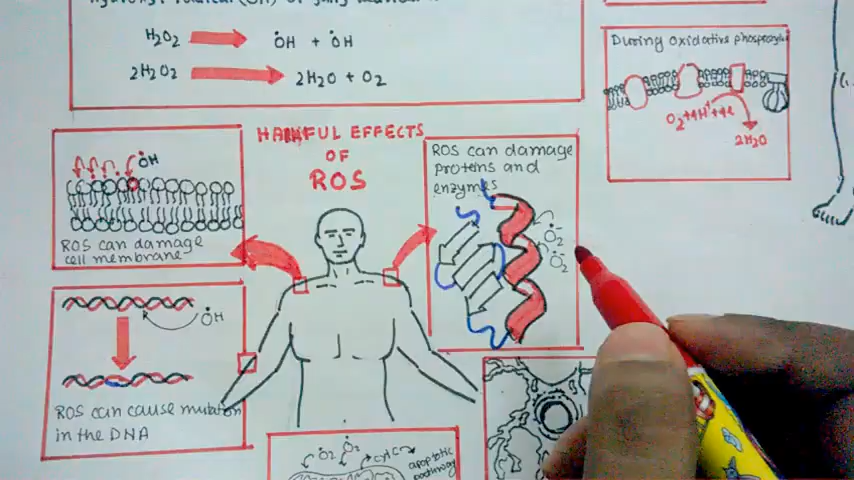 H2O2 ȮH + ȮH
2H2O2 2H2O + O2
During Oxidative
O2+4H+ +4e
2H2O
HARMFUL EFFECTS
OF
ROS
ȮH
ROS can damage
cell membrane
ROS can damage
proteins and
enzymes
Ȯ2-
Ȯ2
ȮH
ROS can cause mutation
in the DNA
Ȯ2 Ȯ2
cyt C
apoptotic
pathway